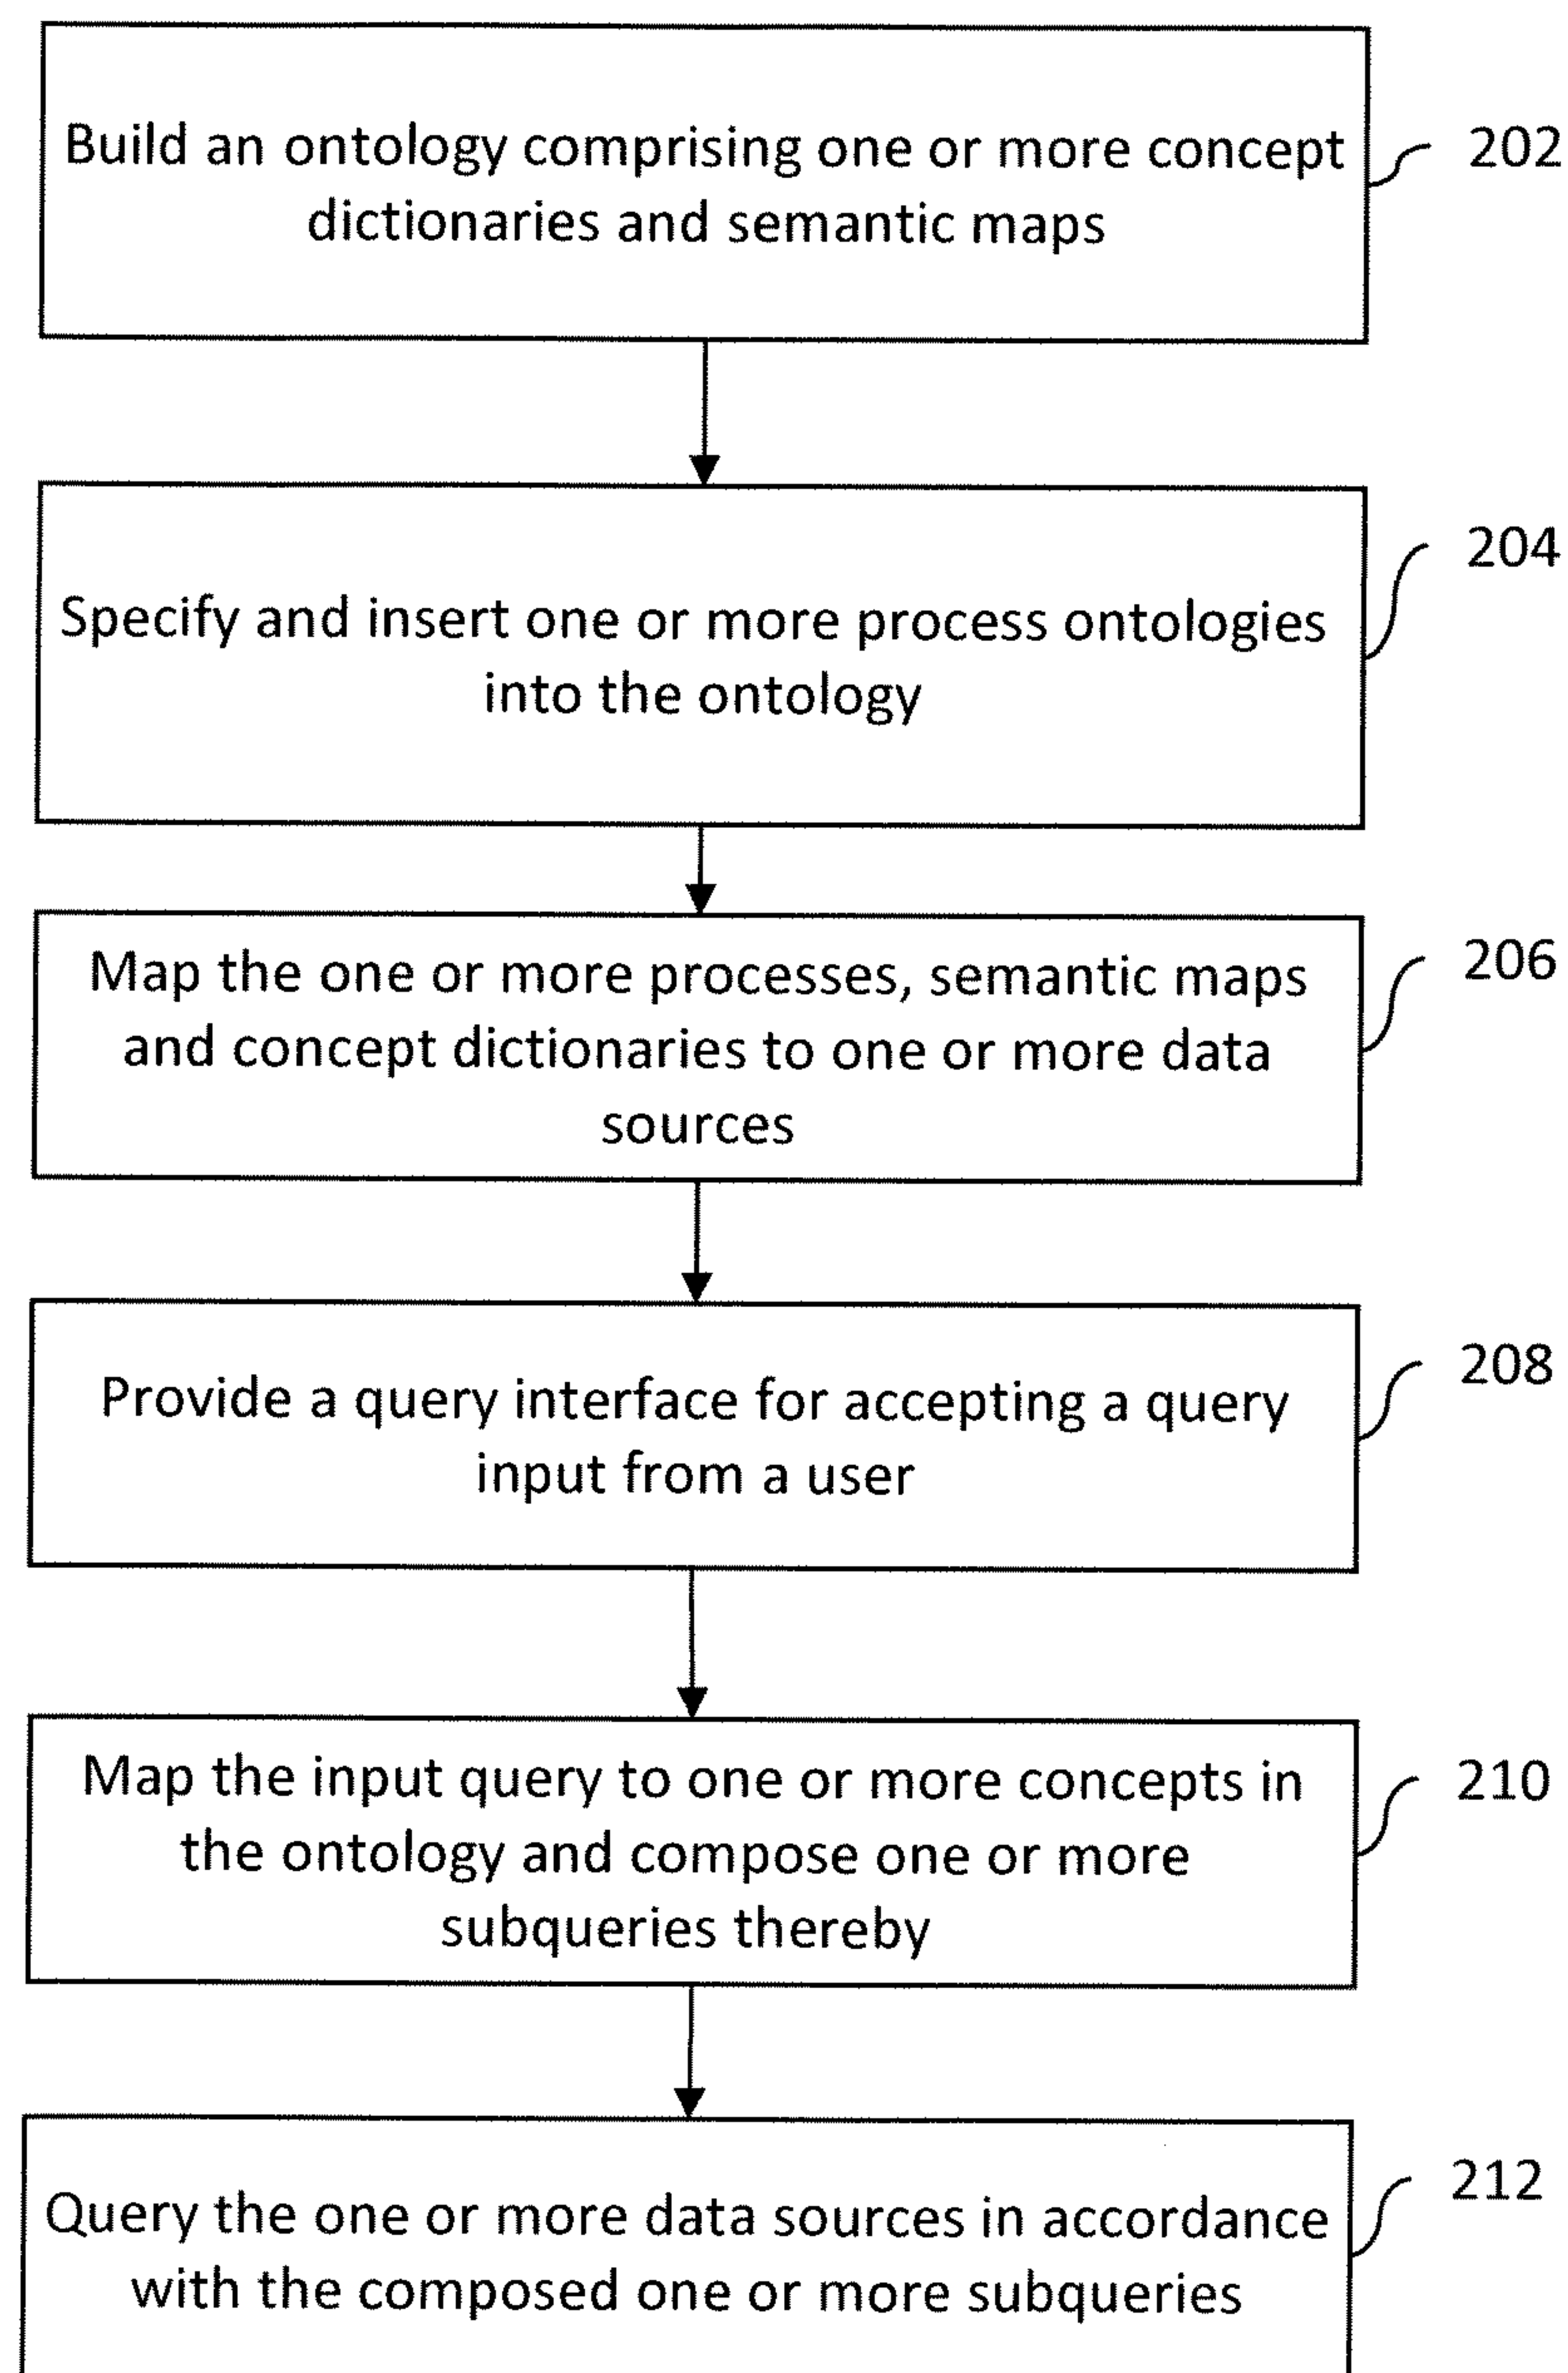 Build an ontology comprising one or more concept
dictionaries and semantic maps
202
Specify and insert one or more process ontologies
into the ontology
204
Map the one or more processes, semantic maps
and concept dictionaries to one or more data
sources
206
Provide a query interface for accepting a query
input from a user
208
Map the input query to one or more concepts in
the ontology and compose one or more
subqueries thereby
210
Query the one or more data sources in accordance
with the composed one or more subqueries
212